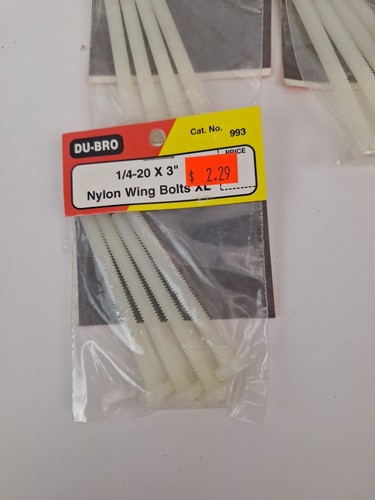 DU-BRO
Cat. No. 993
1/4-20 X 3"
PRICE
$ 2.29
Nylon Wing Bolts XL